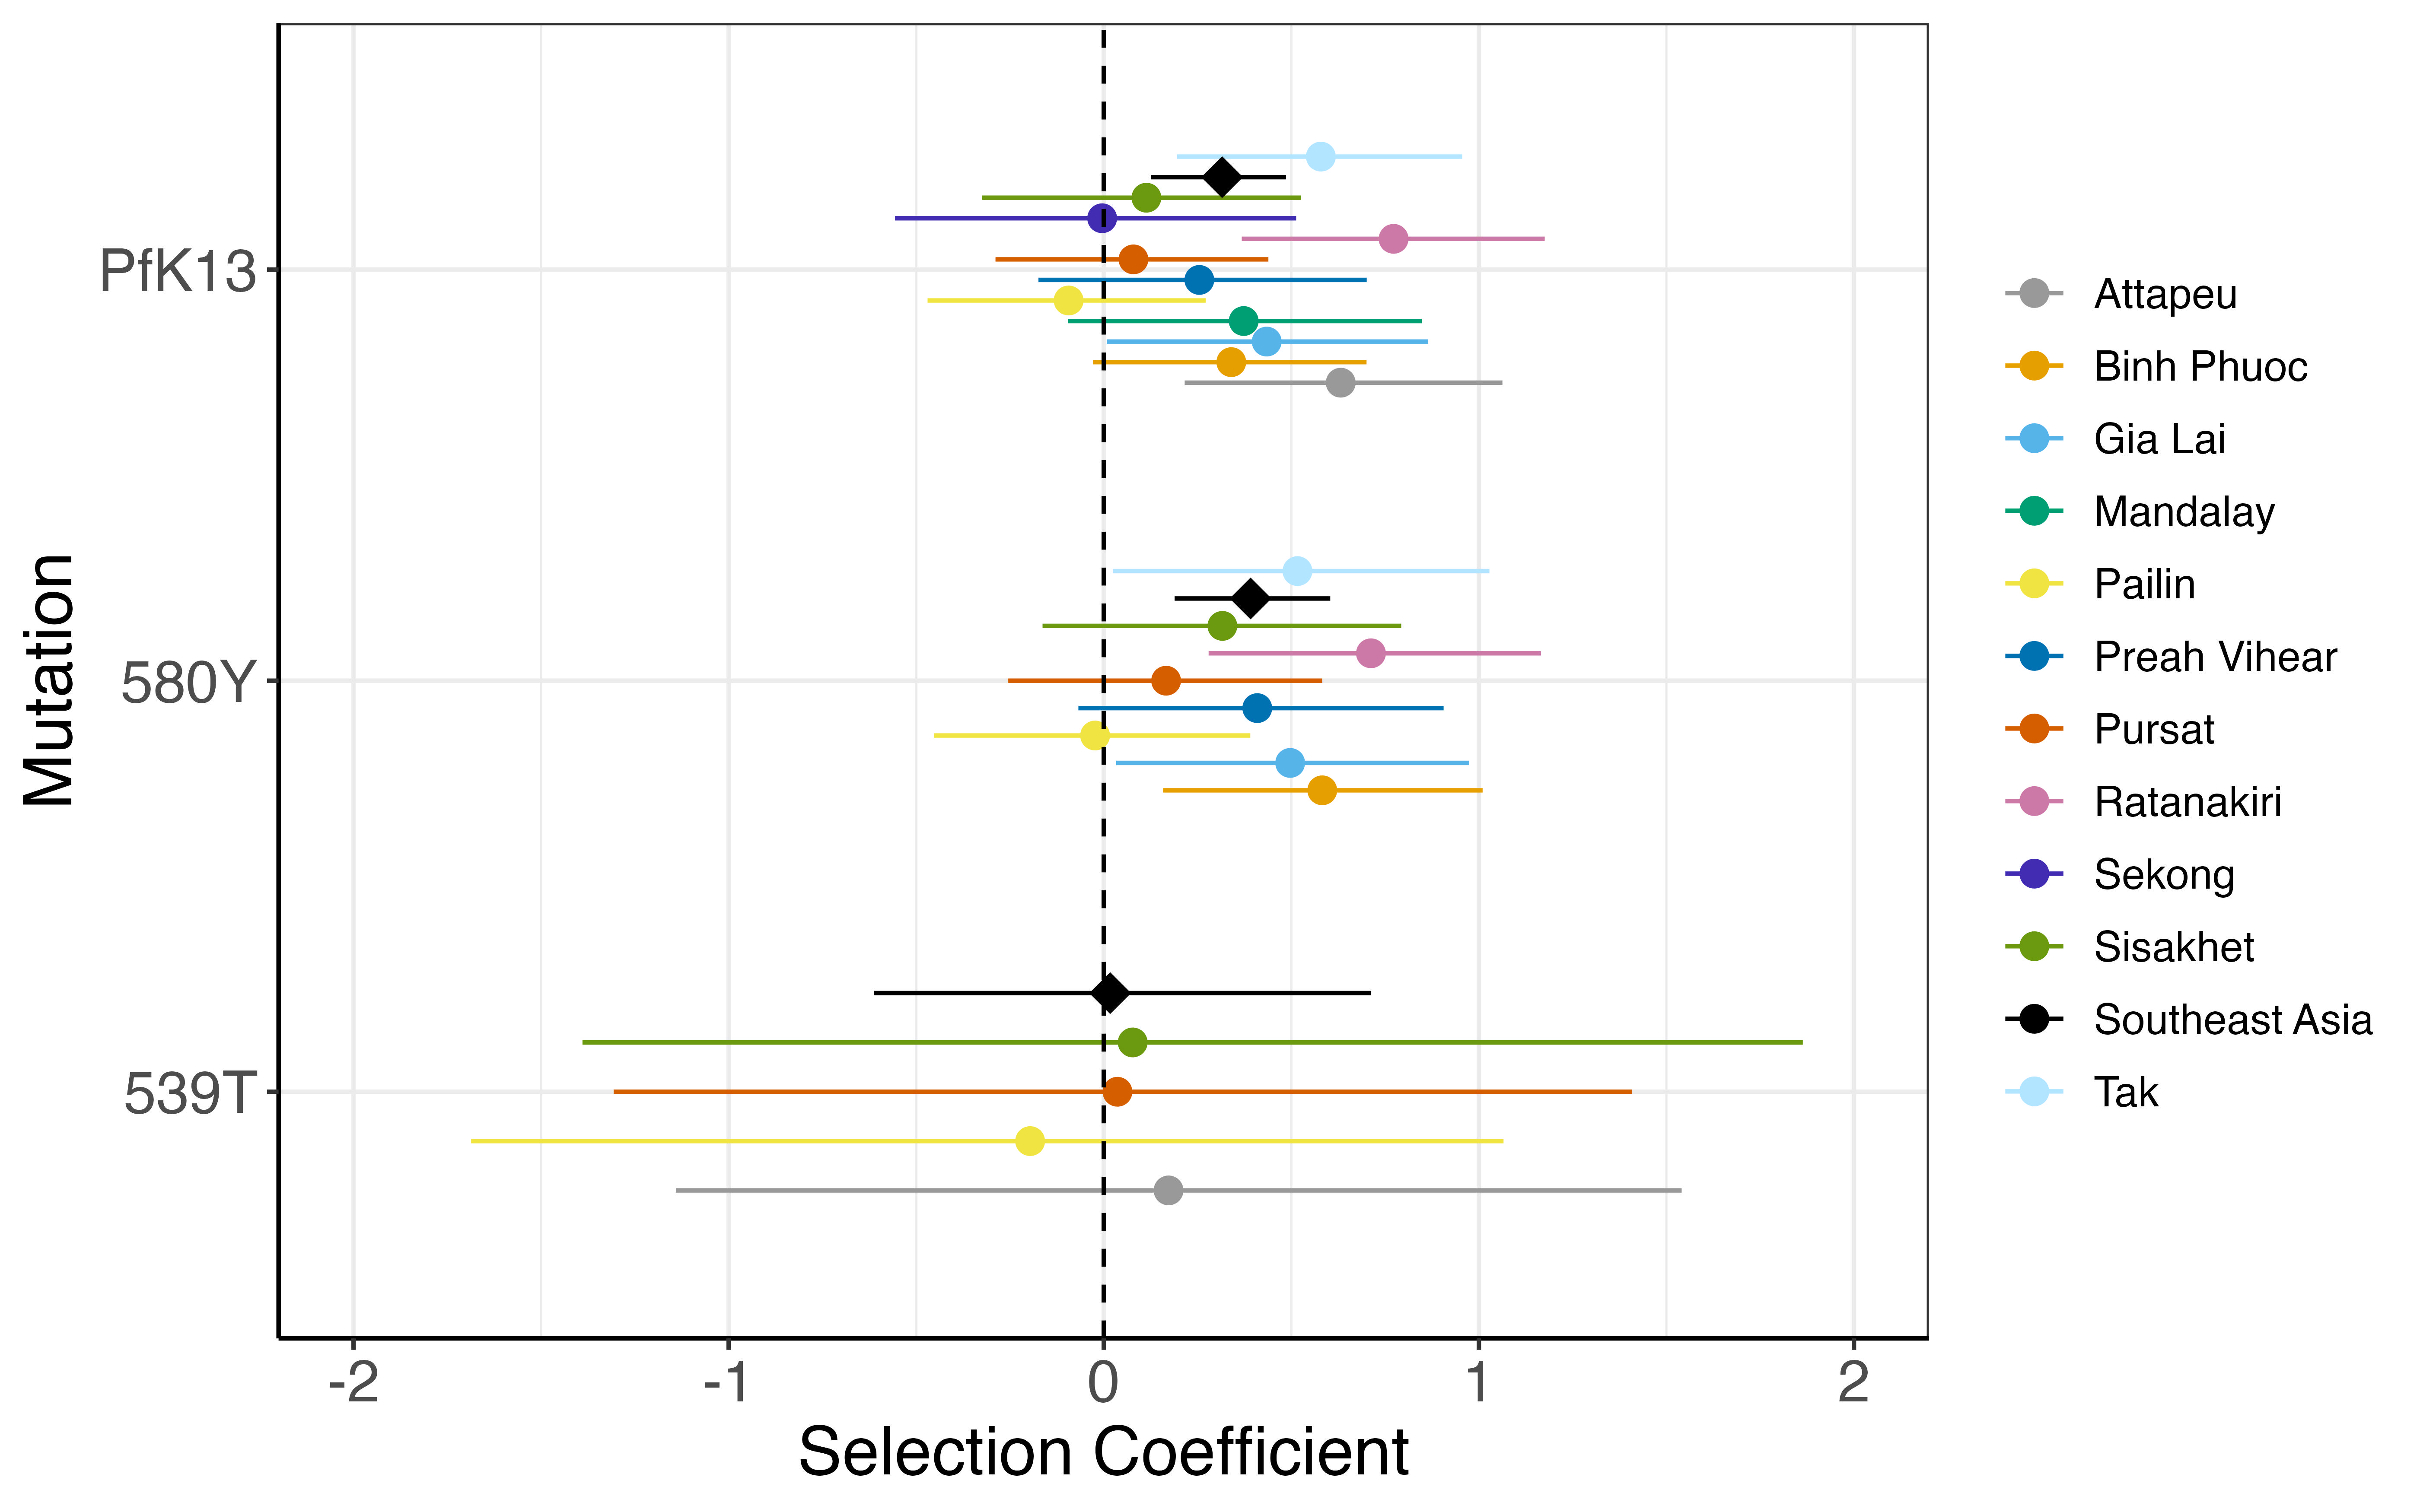 PfK13
580Y
539T
Mutation
-2
-1
0
1
2
Selection Coefficient
Attapeu
Binh Phuoc
Gia Lai
Mandalay
Pailin
Preah Vihear
Pursat
Ratanakiri
Sekong
Sisakhet
Southeast Asia
Tak